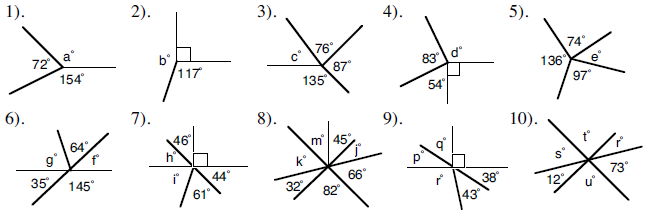 1). 2). 3). 4). 5).
72° a° 154°
b° 117°
c° 76° 87° 135°
83° d° 54°
136° 74° e° 97°
6). 7). 8). 9). 10).
g° 64° f° 35° 145°
46° h° i° 44° 61°
m° 45° j° k° 66° 32° 82°
p° q° r° 38° 43°
t° r° s° 73° 12° u°